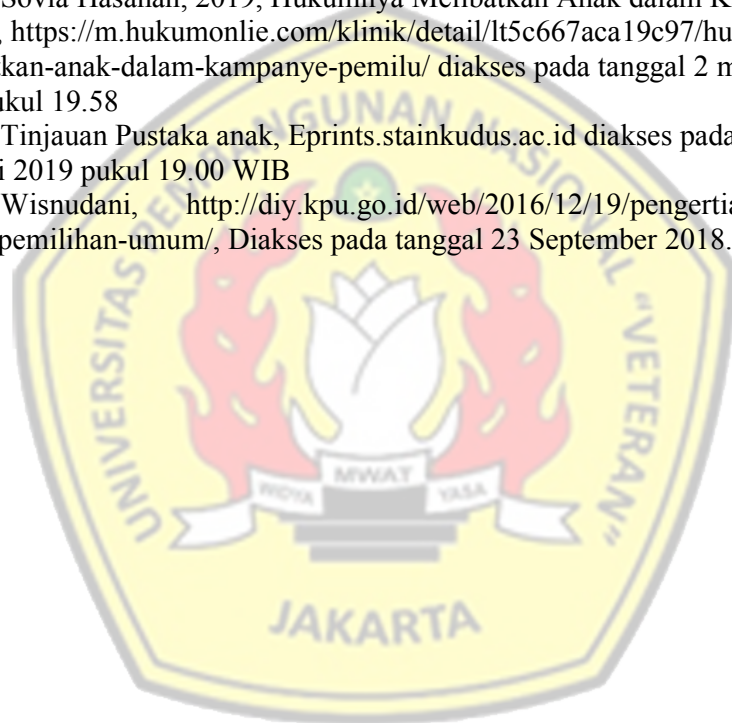 Sovia Hasanah, 2019, Hukumnya Melibatkan Anak dalam K
, https://m.hukumonlie.com/klinik/detail/lt5c667aca19c97/hu
tkan-anak-dalam-kampanye-pemilu/ diakses pada tanggal 2 m
ukul 19.58
Tinjauan Pustaka anak, Eprints.stainkudus.ac.id diakses pada
i 2019 pukul 19.00 WIB
Wisnudani, http://diy.kpu.go.id/web/2016/12/19/pengertia
pemilihan-umum/, Diakses pada tanggal 23 September 2018.
UNIVERSITAS PEMBANGUNAN NASIONAL "VETERAN"
WIDYA MWAT YASA
JAKARTA